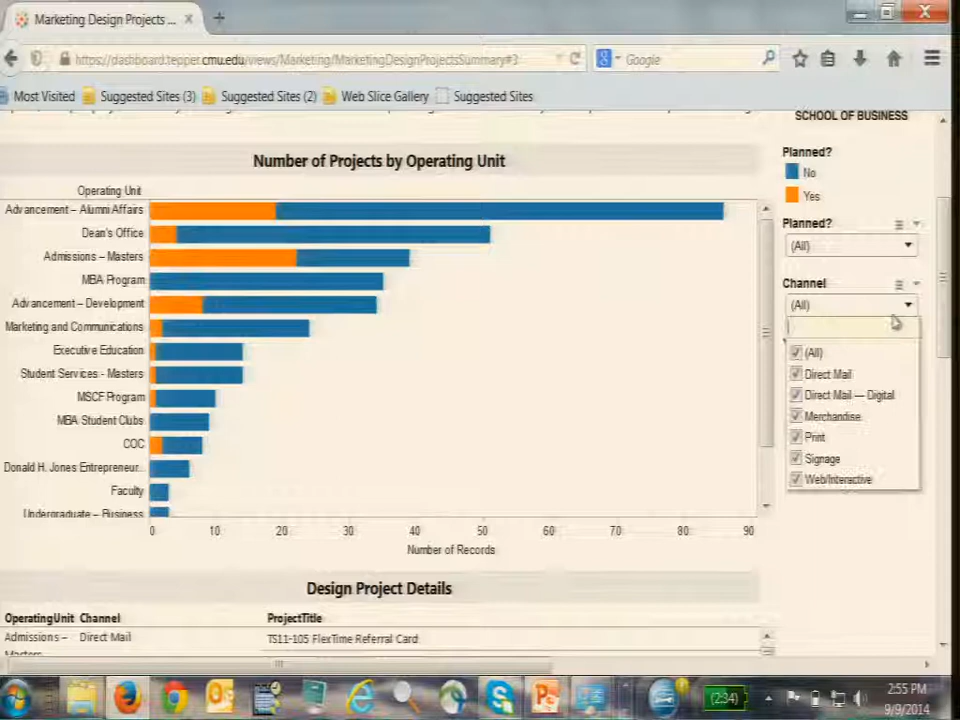 Marketing Design Projects ...
https://dashboard.tepper.cmu.edu/views/Marketing/MarketingDesignProjectsSummary#3
Google
Most Visited
Suggested Sites (3)
Suggested Sites (2)
Web Slice Gallery
Suggested Sites
SCHOOL OF BUSINESS
Number of Projects by Operating Unit
Planned?
No
Yes
Operating Unit
Advancement – Alumni Affairs
Dean's Office
Admissions – Masters
MBA Program
Advancement – Development
Marketing and Communications
Executive Education
Student Services - Masters
MSCF Program
MBA Student Clubs
COC
Donald H. Jones Entrepreneur..
Faculty
Undergraduate – Business
0 10 20 30 40 50 60 70 80 90
Number of Records
Planned?
(All)
Channel
(All)
(All)
Direct Mail
Direct Mail — Digital
Merchandise
Print
Signage
Web/Interactive
Design Project Details
OperatingUnit Channel ProjectTitle
Admissions – Direct Mail TS11-105 FlexTime Referral Card
Masters
(2:34)
2:55 PM
9/9/2014